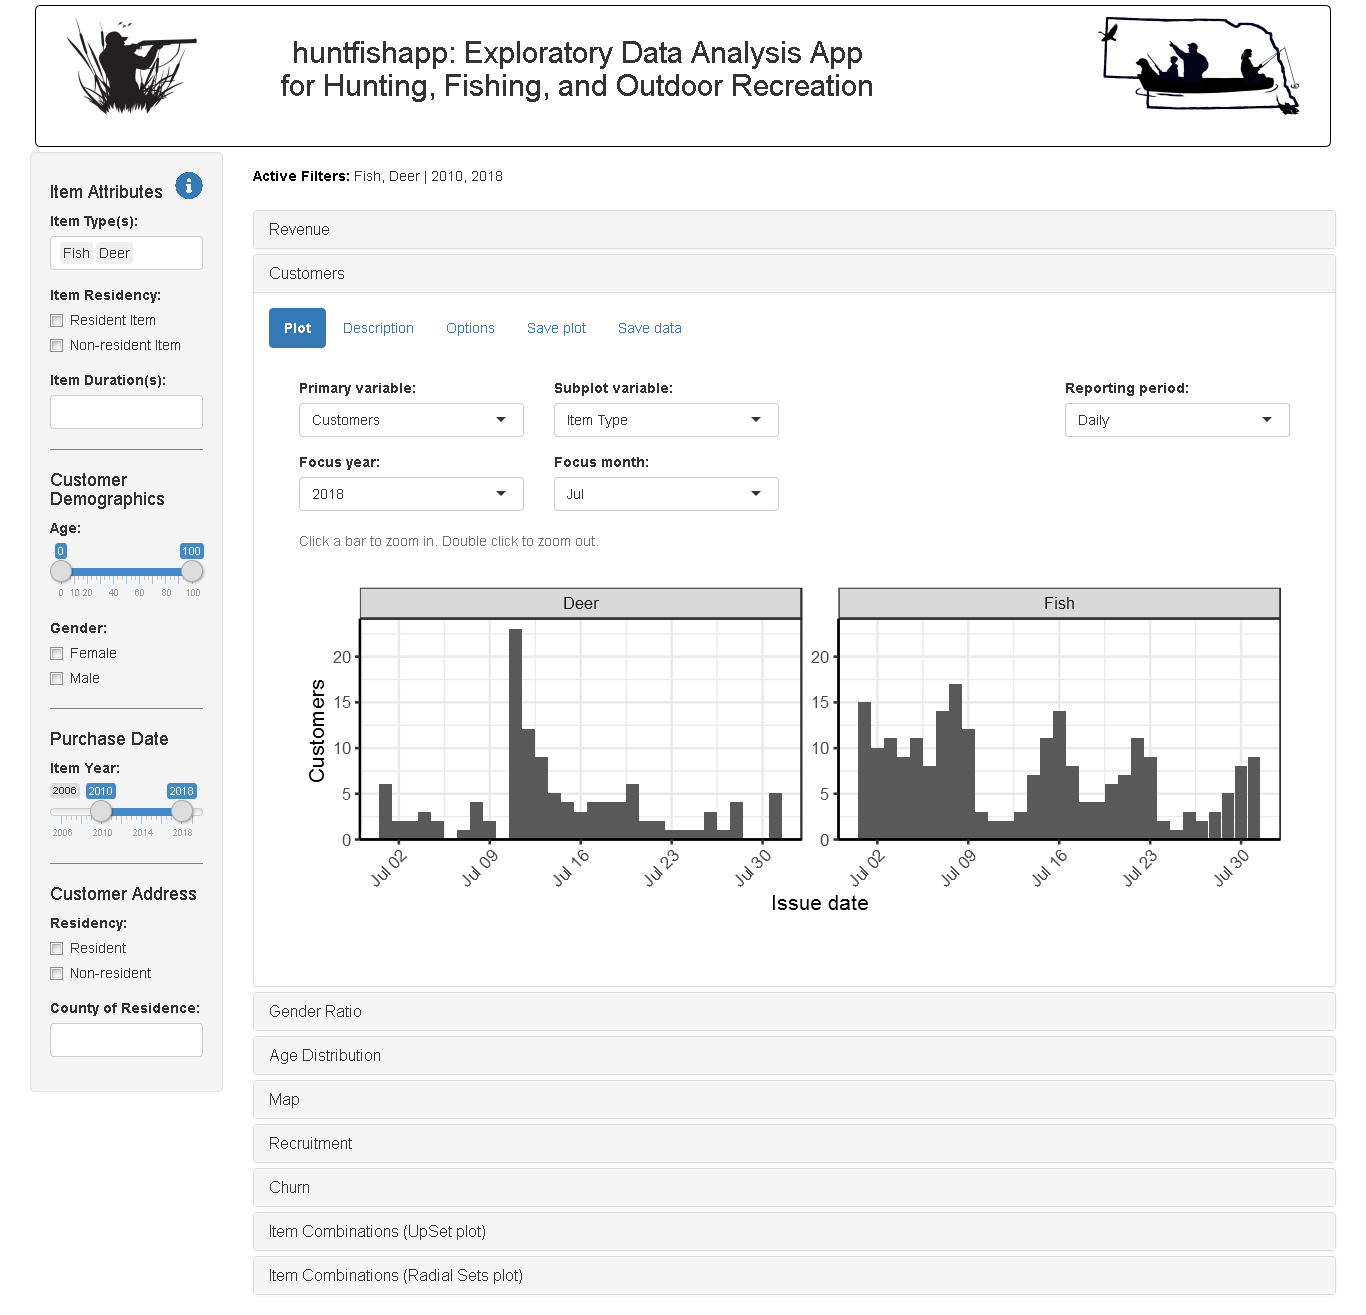 huntfishapp: Exploratory Data Analysis App
for Hunting, Fishing, and Outdoor Recreation
Item Attributes
Item Type(s):
Fish Deer
Item Residency:
Resident Item
Non-resident Item
Item Duration(s):
Customer
Demographics
Age:
0 100
0 10 20 40 60 80 100
Gender:
Female
Male
Purchase Date
Item Year:
2006 2010 2018
2006 2010 2014 2018
Customer Address
Residency:
Resident
Non-resident
County of Residence:
Active Filters: Fish, Deer | 2010, 2018
Revenue
Customers
Plot Description Options Save plot Save data
Primary variable: Subplot variable: Reporting period:
Customers Item Type Daily
Focus year: Focus month:
2018 Jul
Click a bar to zoom in. Double click to zoom out.
Deer Fish
Customers
20 20
15 15
10 10
5 5
0 0
Jul 02 Jul 09 Jul 16 Jul 23 Jul 30 Jul 02 Jul 09 Jul 16 Jul 23 Jul 30
Issue date
Gender Ratio
Age Distribution
Map
Recruitment
Churn
Item Combinations (UpSet plot)
Item Combinations (Radial Sets plot)